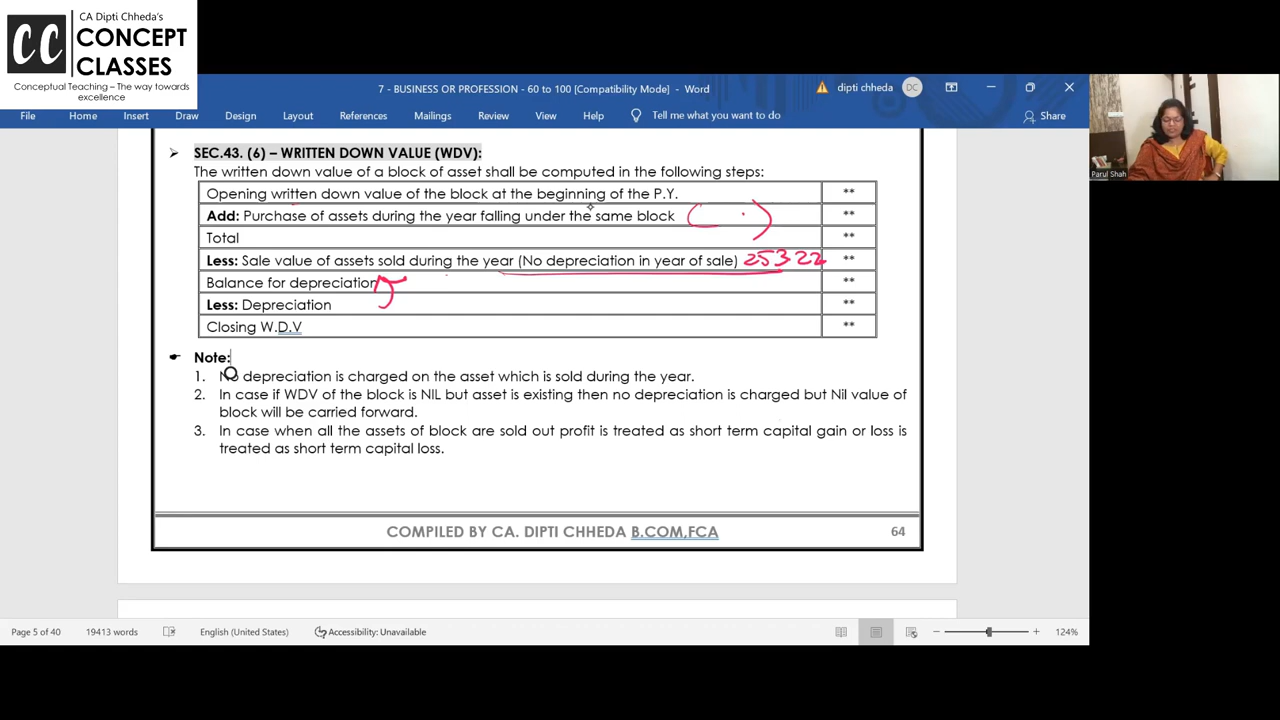 CA Dipti Chheda's
CC
CONCEPT
CLASSES
Conceptual Teaching – The way towards
excellence
7 - BUSINESS OR PROFESSION - 60 to 100 [Compatibility Mode] - Word
dipti chheda
DC
File Home Insert Draw Design Layout References Mailings Review View Help Tell me what you want to do Share
Parul Shah
➤ SEC.43. (6) – WRITTEN DOWN VALUE (WDV):
The written down value of a block of asset shall be computed in the following steps:
Opening written down value of the block at the beginning of the P.Y. **
Add: Purchase of assets during the year falling under the same block **
Total **
Less: Sale value of assets sold during the year (No depreciation in year of sale) 25322 **
Balance for depreciation **
Less: Depreciation **
Closing W.D.V **
☛ Note:
1. No depreciation is charged on the asset which is sold during the year.
2. In case if WDV of the block is NIL but asset is existing then no depreciation is charged but Nil value of
block will be carried forward.
3. In case when all the assets of block are sold out profit is treated as short term capital gain or loss is
treated as short term capital loss.
COMPILED BY CA. DIPTI CHHEDA B.COM,FCA 64
Page 5 of 40 19413 words English (United States) Accessibility: Unavailable 124%